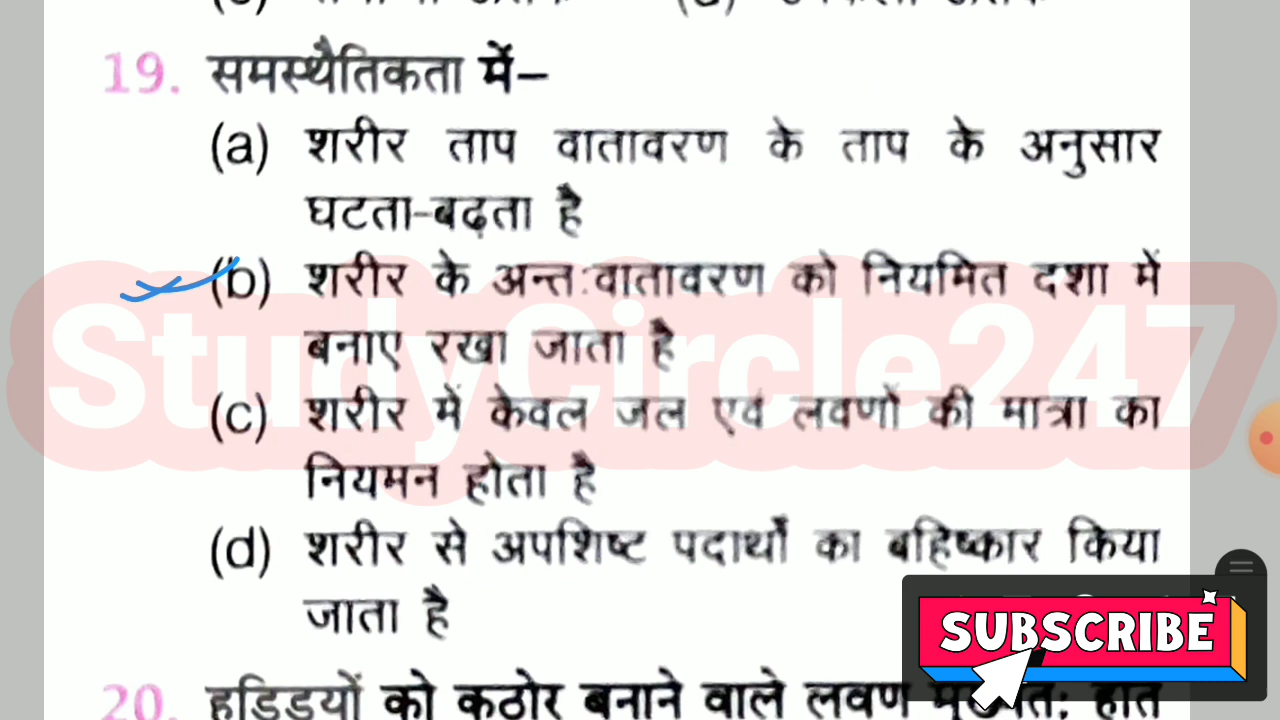 19. समस्थैतिकता में–
(a) शरीर ताप वातावरण के ताप के अनुसार
घटता-बढ़ता है
(b) शरीर के अन्त:वातावरण को नियमित दशा में
बनाए रखा जाता है
StudyCircle247
(c) शरीर में केवल जल एवं लवणों की मात्रा का
नियमन होता है
(d) शरीर से अपशिष्ट पदार्थों का बहिष्कार किया
जाता है
SUBSCRIBE
20. हड्डियों को कठोर बनाने वाले लवण